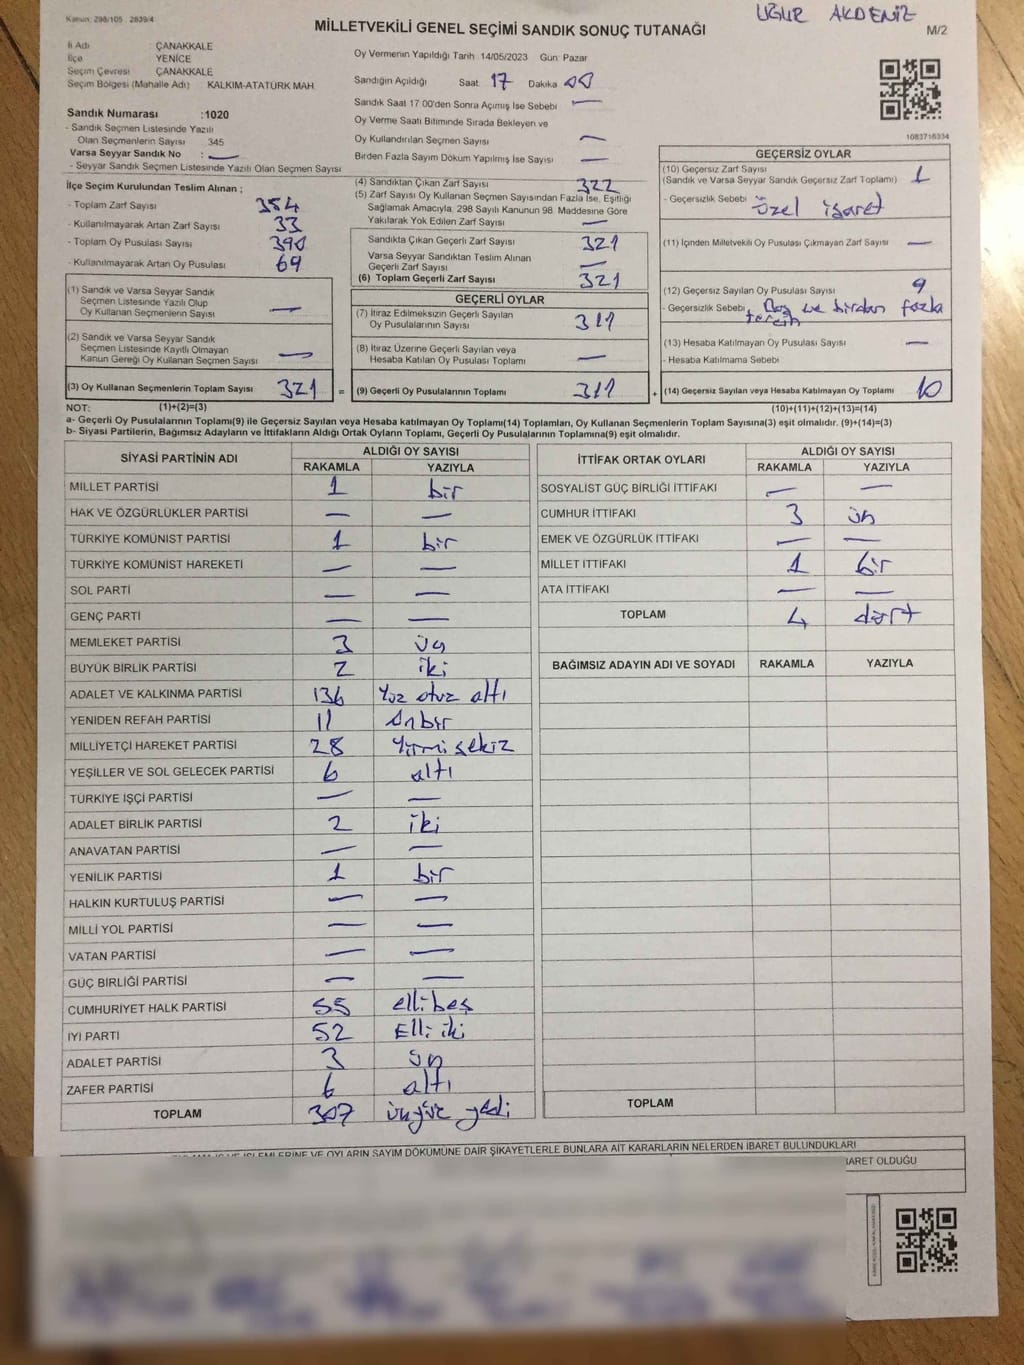 Kanun: 298/105 : 2839/4
UĞUR AKDENİZ
MİLLETVEKİLİ GENEL SEÇİMİ SANDIK SONUÇ TUTANAĞI
M/2
İl Adı ÇANAKKALE
İlçe YENİCE
Seçim Çevresi ÇANAKKALE
Seçim Bölgesi (Mahalle Adı) KALKIM-ATATÜRK MAH.
Sandık Numarası :1020
- Sandık Seçmen Listesinde Yazılı
Olan Seçmenlerin Sayısı 345
Varsa Seyyar Sandık No : —
- Seyyar Sandık Seçmen Listesinde Yazılı Olan Seçmen Sayısı
Oy Vermenin Yapıldığı Tarih 14/05/2023 Gün: Pazar
Sandığın Açıldığı Saat 17 Dakika 00
Sandık Saat 17 00'den Sonra Açımış İse Sebebi —
Oy Verme Saati Bitiminde Sırada Bekleyen ve
Oy Kullandırılan Seçmen Sayısı —
Birden Fazla Sayım Döküm Yapılmış İse Sayısı —
1083716334
İlçe Seçim Kurulundan Teslim Alınan ;
- Toplam Zarf Sayısı 354
- Kullanılmayarak Artan Zarf Sayısı 33
- Toplam Oy Pusulası Sayısı 390
- Kullanılmayarak Artan Oy Pusulası 69
(1) Sandık ve Varsa Seyyar Sandık
Seçmen Listesinde Yazılı Olup
Oy Kullanan Seçmenlerin Sayısı —
(2) Sandık ve Varsa Seyyar Sandık
Seçmen Listesinde Kayıtlı Olmayan
Kanun Gereği Oy Kullanan Seçmen Sayısı —
(3) Oy Kullanan Seçmenlerin Toplam Sayısı 321 =
(1)+(2)=(3)
(4) Sandıktan Çıkan Zarf Sayısı 322
(5) Zarf Sayısı Oy Kullanan Seçmen Sayısından Fazla İse, Eşitliği
Sağlamak Amacıyla, 298 Sayılı Kanunun 98. Maddesine Göre
Yakılarak Yok Edilen Zarf Sayısı —
Sandıkta Çıkan Geçerli Zarf Sayısı 321
Varsa Seyyar Sandıktan Teslim Alınan
Geçerli Zarf Sayısı —
(6) Toplam Geçerli Zarf Sayısı 321
GEÇERLİ OYLAR
(7) İtiraz Edilmeksizin Geçerli Sayılan
Oy Pusulalarının Sayısı 311
(8) İtiraz Üzerine Geçerli Sayılan veya
Hesaba Katılan Oy Pusulası Toplamı —
(9) Geçerli Oy Pusulalarının Toplamı 311 +
GEÇERSİZ OYLAR
(10) Geçersiz Zarf Sayısı
(Sandık ve Varsa Seyyar Sandık Geçersiz Zarf Toplamı) 1
- Geçersizlik Sebebi özel işaret
(11) İçinden Milletvekili Oy Pusulası Çıkmayan Zarf Sayısı —
(12) Geçersiz Sayılan Oy Pusulası Sayısı 9
- Geçersizlik Sebebi Boş ve birden fazla
tercih
(13) Hesaba Katılmayan Oy Pusulası Sayısı —
- Hesaba Katılmama Sebebi
(14) Geçersiz Sayılan veya Hesaba Katılmayan Oy Toplamı 10
(10)+(11)+(12)+(13)=(14)
NOT:
a- Geçerli Oy Pusulalarının Toplamı(9) ile Geçersiz Sayılan veya Hesaba katılmayan Oy Toplamı(14) Toplamları, Oy Kullanan Seçmenlerin Toplam Sayısına(3) eşit olmalıdır. (9)+(14)=(3)
b- Siyasi Partilerin, Bağımsız Adayların ve İttifakların Aldığı Ortak Oyların Toplamı, Geçerli Oy Pusulalarının Toplamına(9) eşit olmalıdır.
SİYASİ PARTİNİN ADI ALDIĞI OY SAYISI
RAKAMLA YAZIYLA
MİLLET PARTİSİ 1 bir
HAK VE ÖZGÜRLÜKLER PARTİSİ — —
TÜRKİYE KOMÜNİST PARTİSİ 1 bir
TÜRKİYE KOMÜNİST HAREKETİ — —
SOL PARTİ — —
GENÇ PARTİ — —
MEMLEKET PARTİSİ 3 üç
BÜYÜK BİRLİK PARTİSİ 2 iki
ADALET VE KALKINMA PARTİSİ 136 Yüz otuz altı
YENİDEN REFAH PARTİSİ 11 Onbir
MİLLİYETÇİ HAREKET PARTİSİ 28 Yirmi sekiz
YEŞİLLER VE SOL GELECEK PARTİSİ 6 altı
TÜRKİYE İŞÇİ PARTİSİ — —
ADALET BİRLİK PARTİSİ 2 iki
ANAVATAN PARTİSİ — —
YENİLİK PARTİSİ 1 bir
HALKIN KURTULUŞ PARTİSİ — —
MİLLİ YOL PARTİSİ — —
VATAN PARTİSİ — —
GÜÇ BİRLİĞİ PARTİSİ — —
CUMHURİYET HALK PARTİSİ 55 elli beş
İYİ PARTİ 52 Elli iki
ADALET PARTİSİ 3 üç
ZAFER PARTİSİ 6 altı
TOPLAM 307 üçyüz yedi
İTTİFAK ORTAK OYLARI ALDIĞI OY SAYISI
RAKAMLA YAZIYLA
SOSYALİST GÜÇ BİRLİĞİ İTTİFAKI — —
CUMHUR İTTİFAKI 3 üç
EMEK VE ÖZGÜRLÜK İTTİFAKI — —
MİLLET İTTİFAKI 1 bir
ATA İTTİFAKI — —
TOPLAM 4 dört
BAĞIMSIZ ADAYIN ADI VE SOYADI RAKAMLA YAZIYLA
TOPLAM
İŞLEMLERİNE VE OYLARIN SAYIM DÖKÜMÜNE DAİR ŞİKAYETLERLE BUNLARA AİT KARARLARIN NELERDEN İBARET BULUNDUKLARI
İBARET OLDUĞU